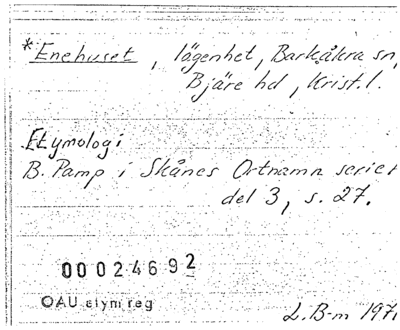 *Enehuset, lägenhet, Barkåkra sn,
Bjäre hd, Krist. l.
Etymologi
B. Pamp i Skånes Ortnamn serie
del 3, s. 27.
00024692
OAU etym reg
L. B-m 1971